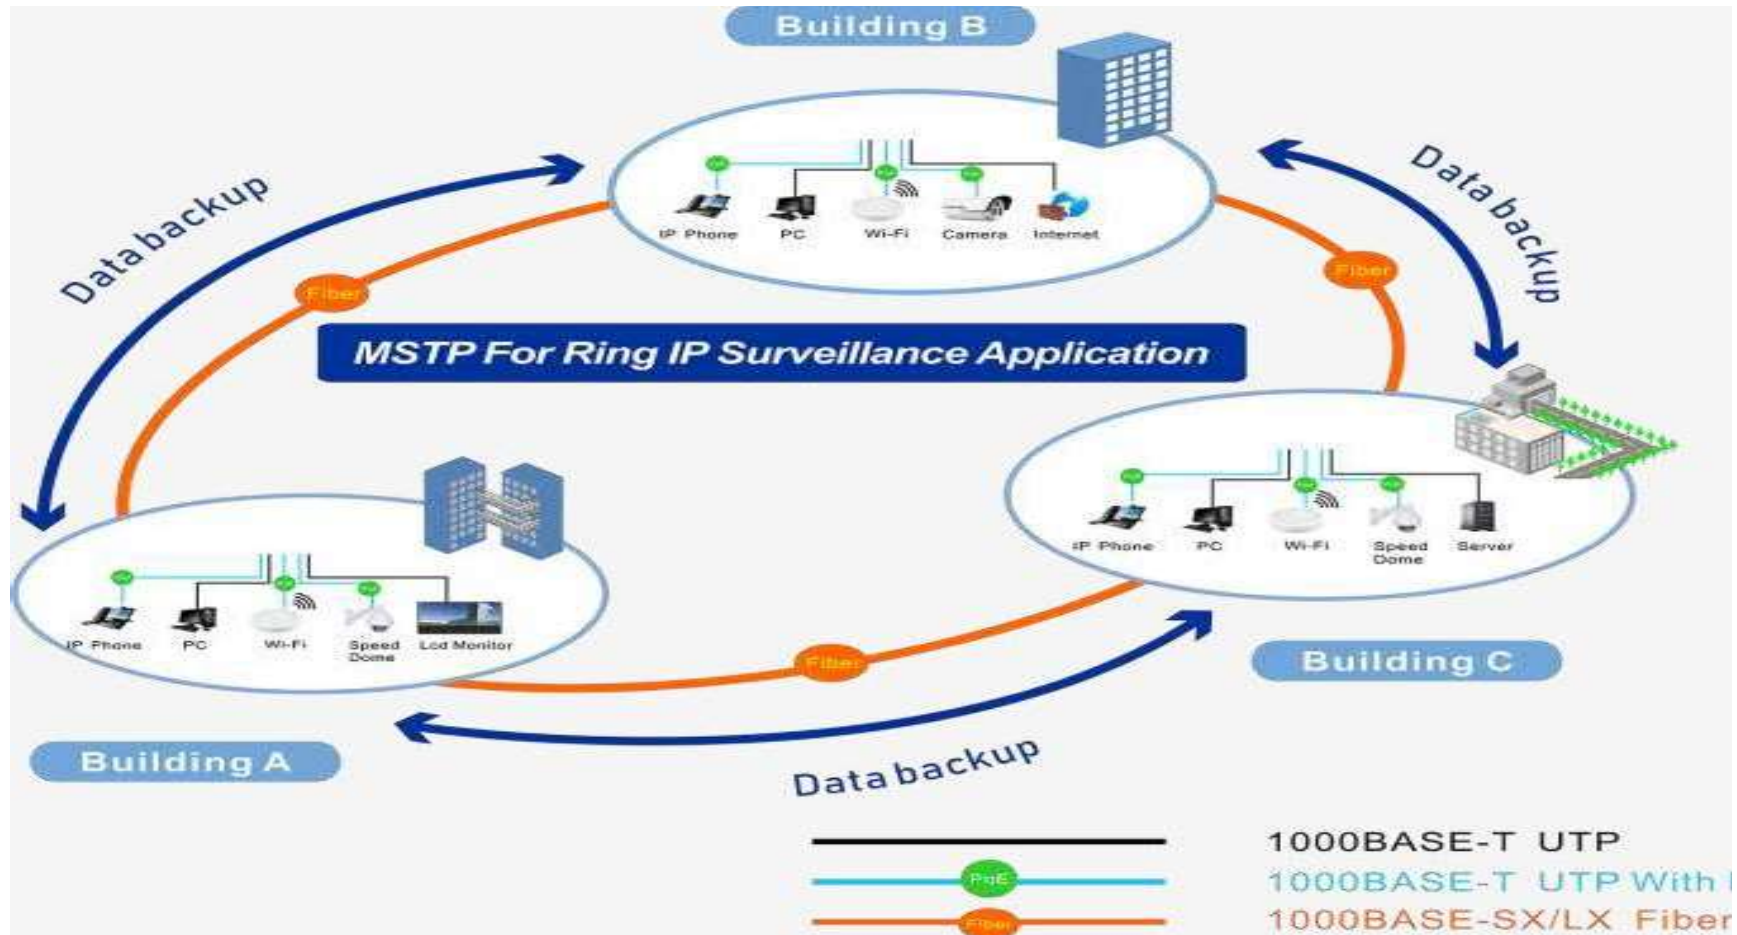 Building B
Data backup
Data backup
Fiber
Fiber
IP Phone
PC
Wi-Fi
Camera
Internet
MSTP For Ring IP Surveillance Application
IP Phone
PC
Wi-Fi
Speed
Dome
Server
IP Phone
PC
Wi-Fi
Speed
Dome
Lcd Monitor
Fiber
Building C
Building A
Data backup
1000BASE-T UTP
PoE
1000BASE-T UTP With
Fiber
1000BASE-SX/LX Fiber